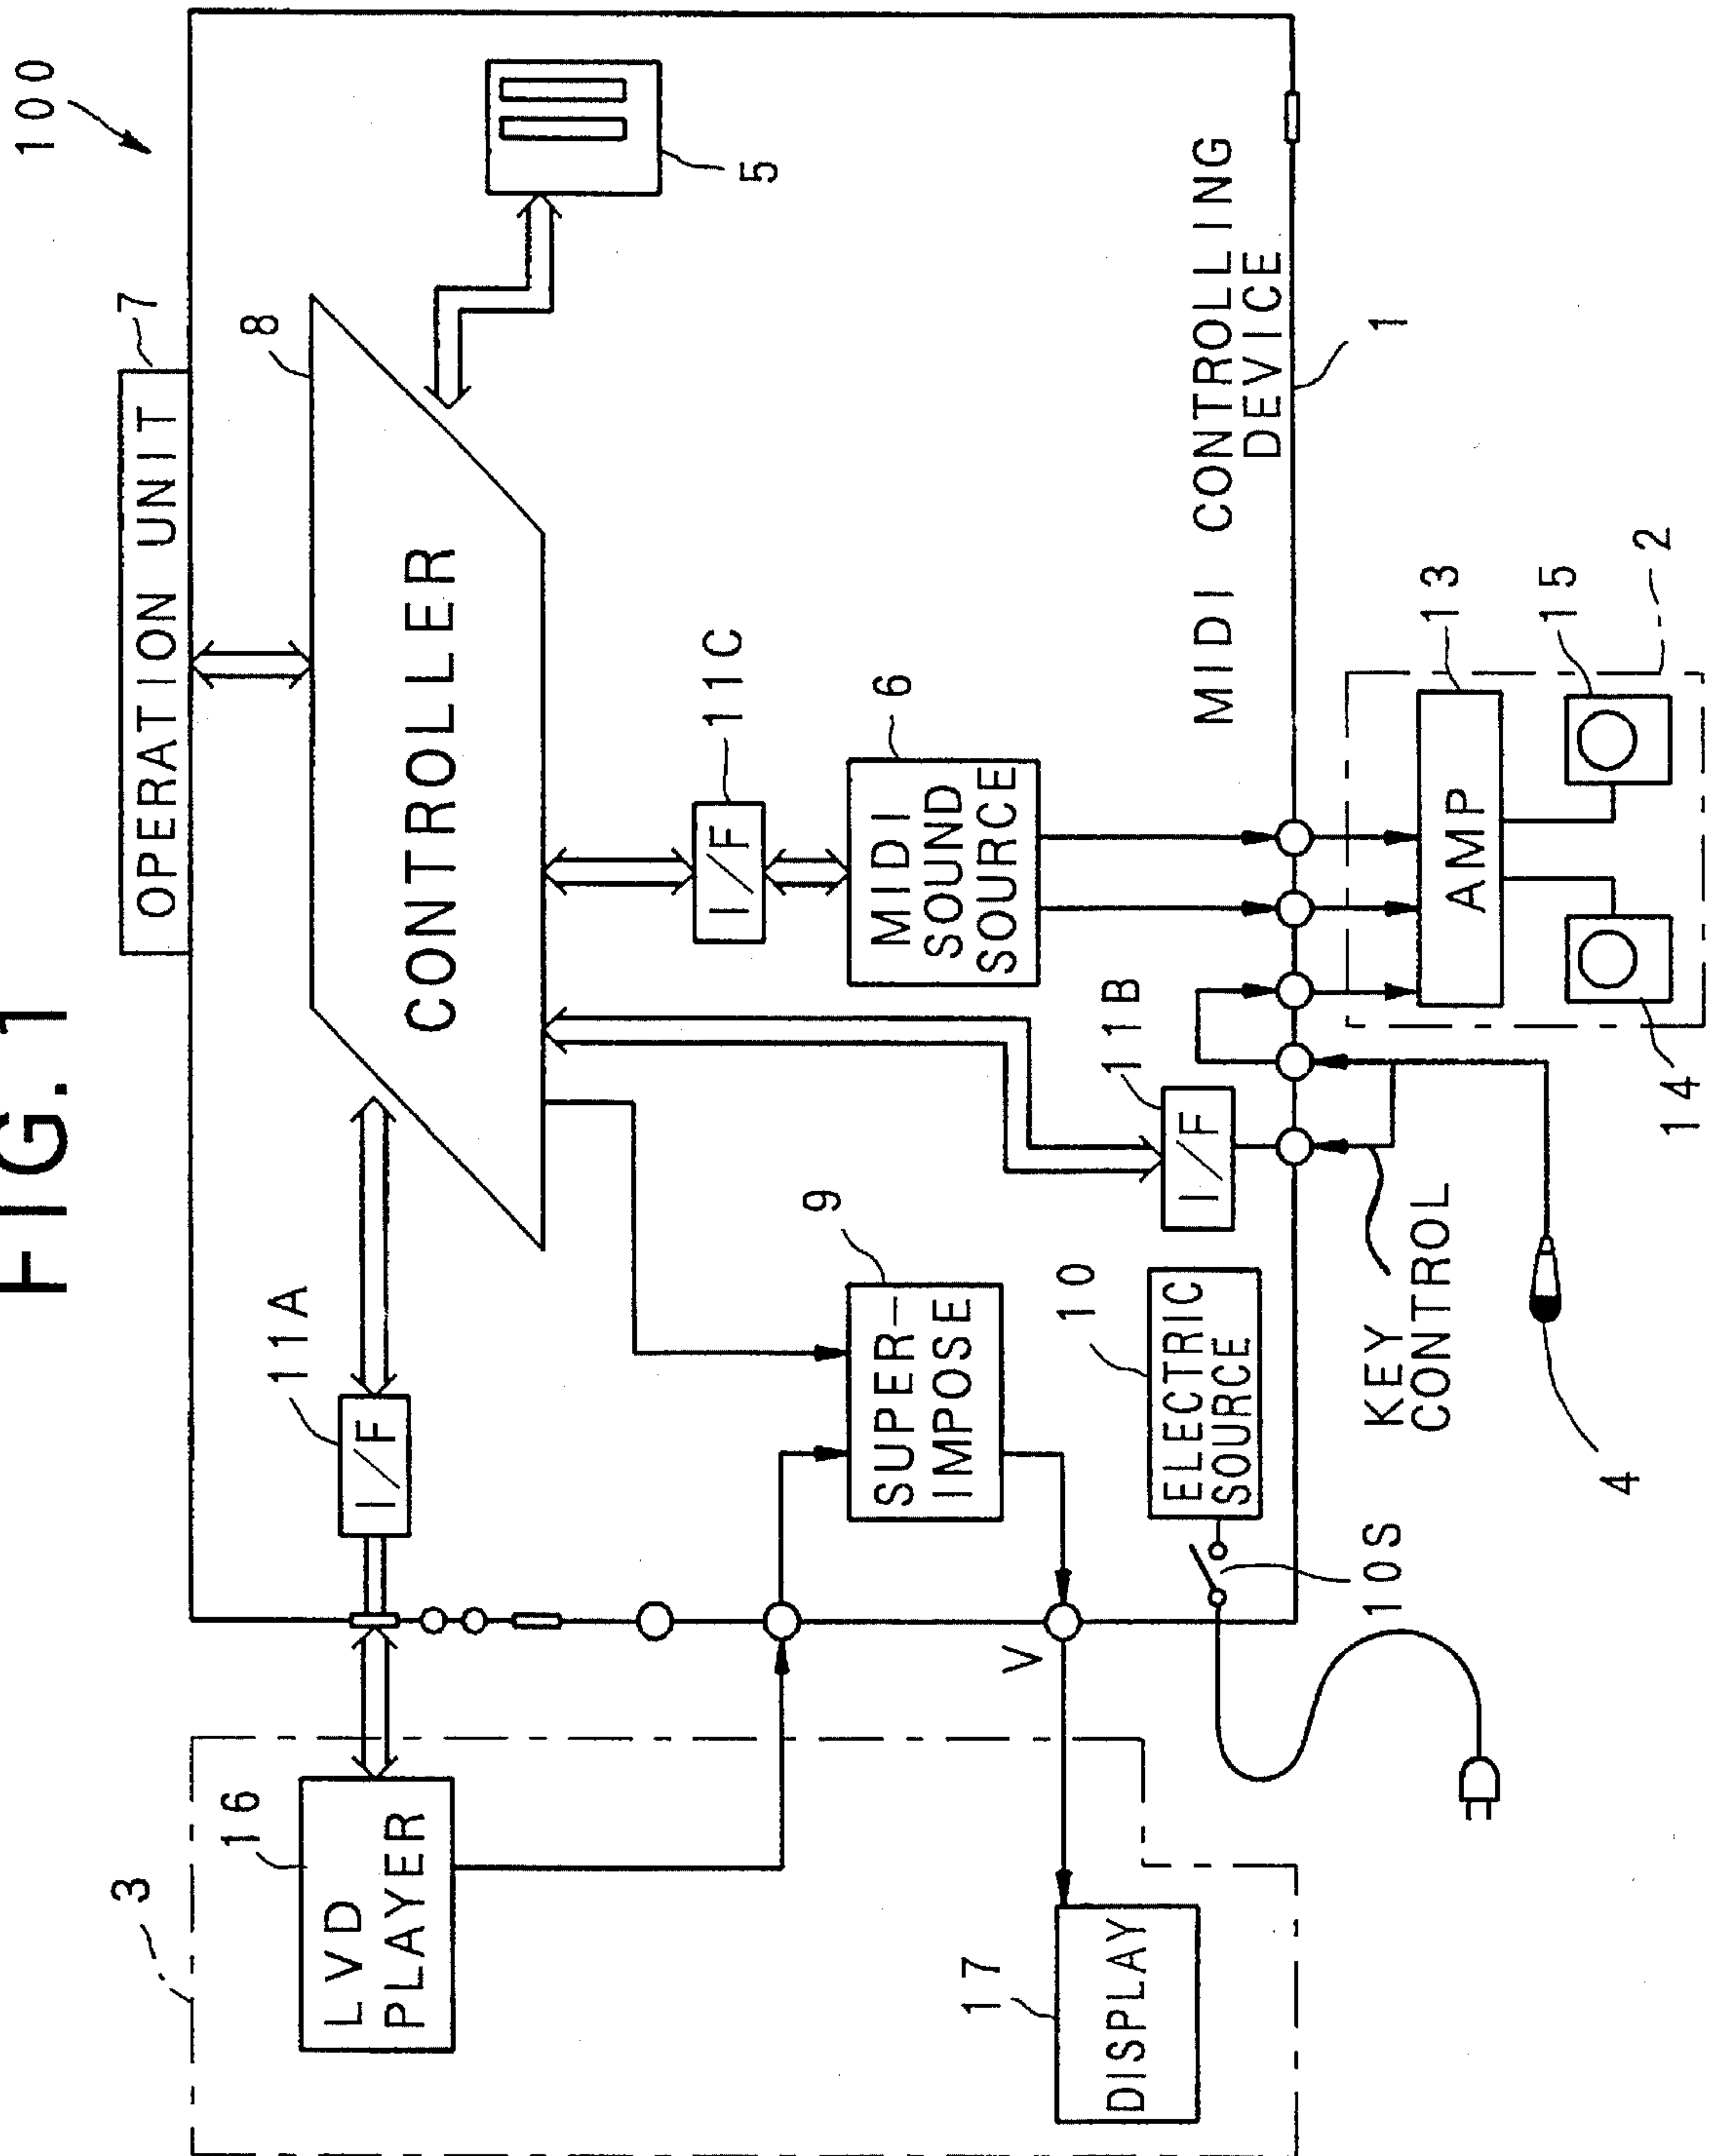 FIG. 1
100
OPERATION UNIT
7
3
16
LVD
PLAYER
11A
I/F
CONTROLLER
8
5
11C
I/F
9
SUPER-
IMPOSE
MIDI
SOUND
SOURCE
6
V
17
DISPLAY
10
ELECTRIC
SOURCE
10S
11B
I/F
MIDI CONTROLLING
DEVICE
1
KEY
CONTROL
4
AMP
13
2
14
15